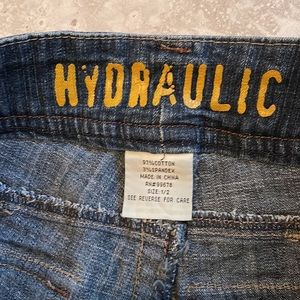 HYDRAULIC
97%COTTON
3%SPANDEX
MADE IN CHINA
RN#99678
SIZE:1/2
SEE REVERSE FOR CARE